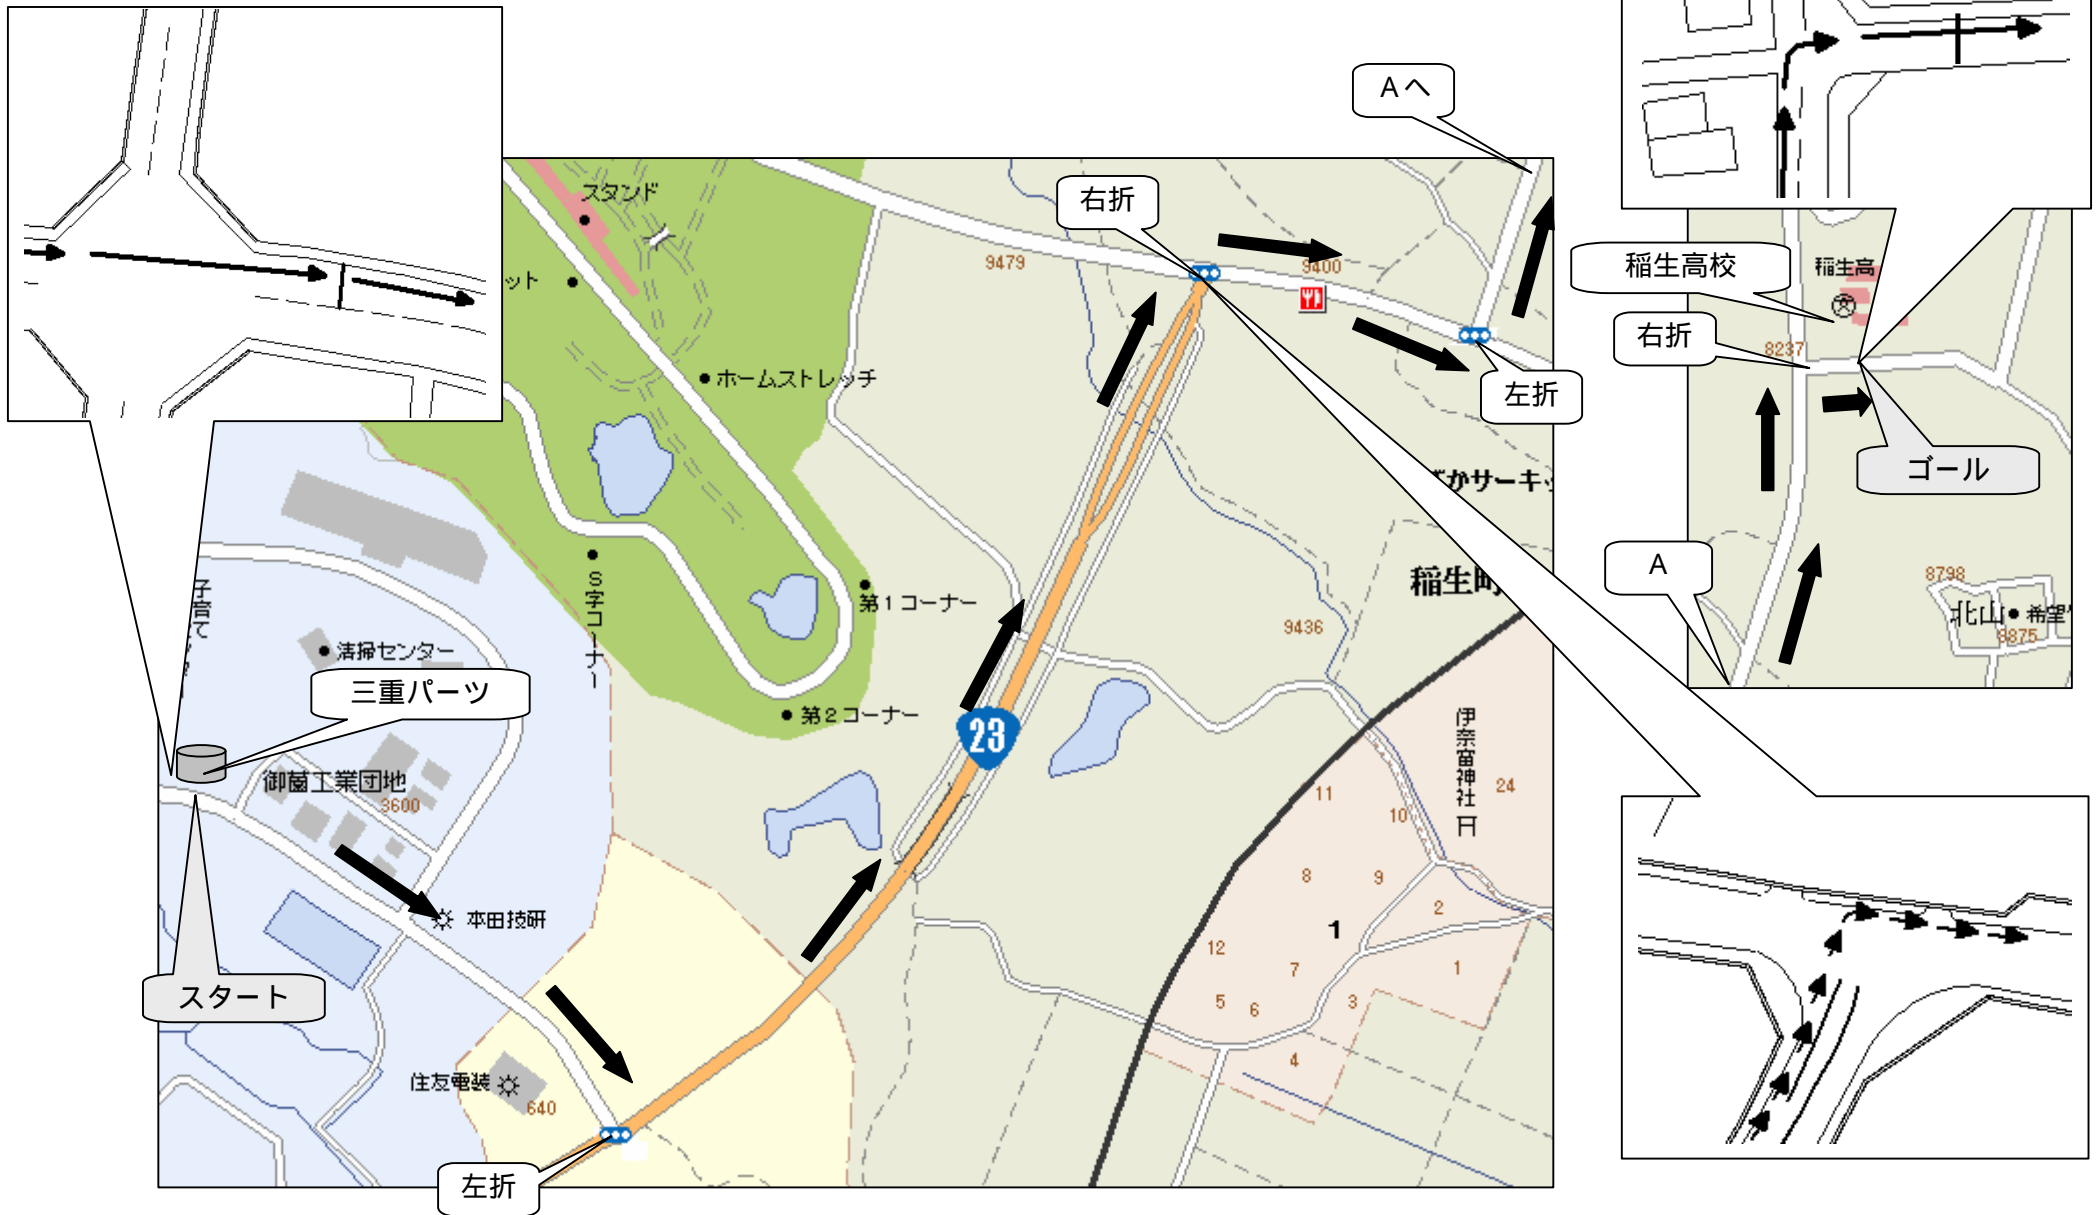 Aへ
スタンド
右折
ット
9479
9400
稲生高校
稲生高
右折
8237
ホームストレッチ
左折
ゴール
ずかサーキッ
稲生町
A
8798
北山
希望
9875
S字コーナー
第1コーナー
9436
子育て
清掃センター
三重パーツ
第2コーナー
23
伊奈冨神社
24
御薗工業団地
3600
11
10
8
9
2
1
本田技研
12
7
1
5
6
3
スタート
4
住友電装
640
左折